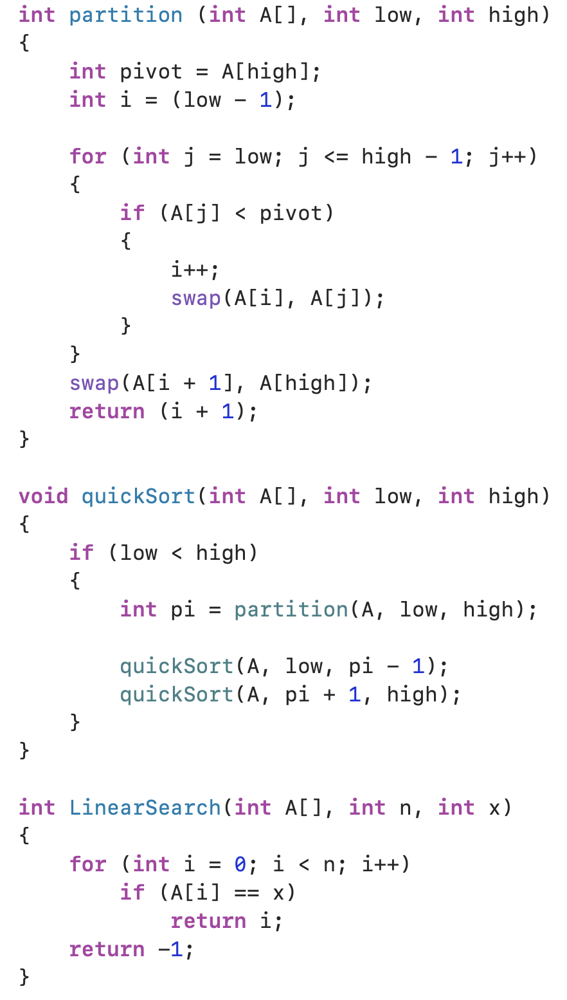 int partition (int A[], int low, int high)
{
    int pivot = A[high];
    int i = (low – 1);

    for (int j = low; j <= high – 1; j++)
    {
        if (A[j] < pivot)
        {
            i++;
            swap(A[i], A[j]);
        }
    }
    swap(A[i + 1], A[high]);
    return (i + 1);
}

void quickSort(int A[], int low, int high)
{
    if (low < high)
    {
        int pi = partition(A, low, high);

        quickSort(A, low, pi – 1);
        quickSort(A, pi + 1, high);
    }
}

int LinearSearch(int A[], int n, int x)
{
    for (int i = 0; i < n; i++)
        if (A[i] == x)
            return i;
    return –1;
}